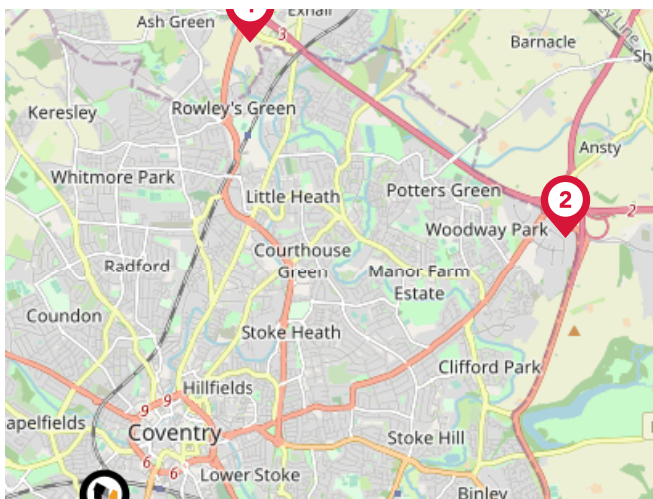 Ash Green
Exhall
3
Barnacle
Keresley
Rowley's Green
Ansty
Whitmore Park
Little Heath
Potters Green
2
2
Woodway Park
Courthouse
Green
Radford
Manor Farm
Estate
Coundon
Stoke Heath
Clifford Park
Hillfields
9
9
apelfields
Coventry
Stoke Hill
6
6
Lower Stoke
Binley